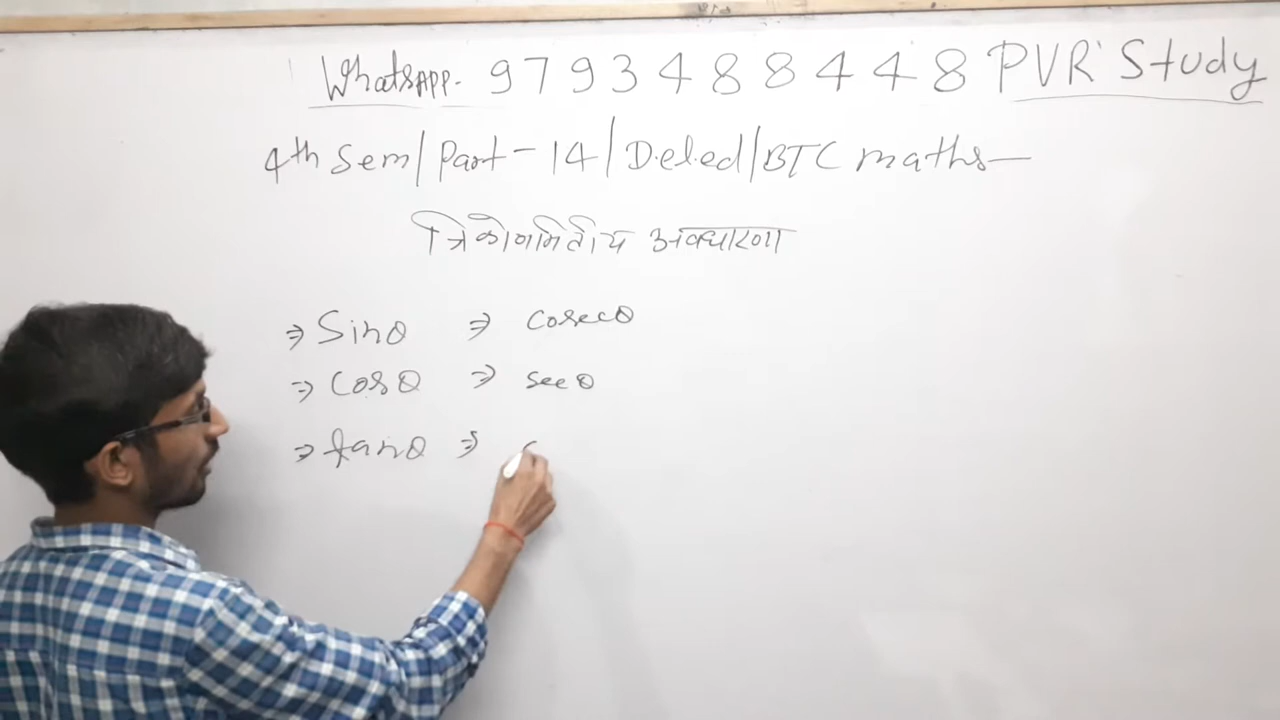 WhatsAPP- 9793488448 PVR Study
4th Sem/Part-14/D.el.ed/BTC maths—
त्रिकोणमितीय अवधारणा
⇒ Sinθ ⇒ Cosecθ
⇒ Cosθ ⇒ Secθ
⇒ tanθ ⇒ C